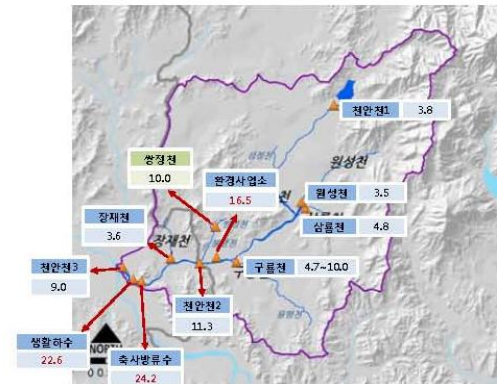 천안천1 3.8
원성천
쌍정천
10.0
환경사업소
16.5
원성천 3.5
삼룡천 4.8
장재천
3.6
장재천
구룡천 4.7~10.0
천안천3
9.0
천안천2
11.3
생활하수
22.6
NORTH
축사방류수
24.2